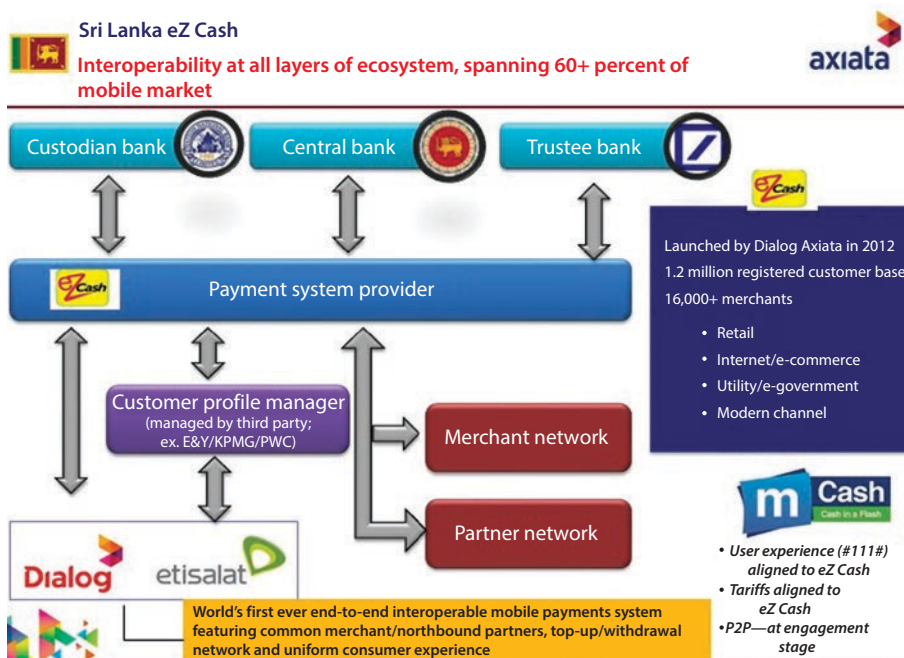 Sri Lanka eZ Cash
Interoperability at all layers of ecosystem, spanning 60+ percent of
mobile market
axiata
Custodian bank
Central bank
Trustee bank
eZ Cash
Payment system provider
eZ Cash
Launched by Dialog Axiata in 2012
1.2 million registered customer base
16,000+ merchants
• Retail
• Internet/e-commerce
• Utility/e-government
• Modern channel
Customer profile manager
(managed by third party;
ex. E&Y/KPMG/PWC)
Merchant network
Partner network
Dialog
etisalat
m Cash
Cash in a Flash
• User experience (#111#)
aligned to eZ Cash
• Tariffs aligned to
eZ Cash
•P2P—at engagement
stage
World's first ever end-to-end interoperable mobile payments system
featuring common merchant/northbound partners, top-up/withdrawal
network and uniform consumer experience